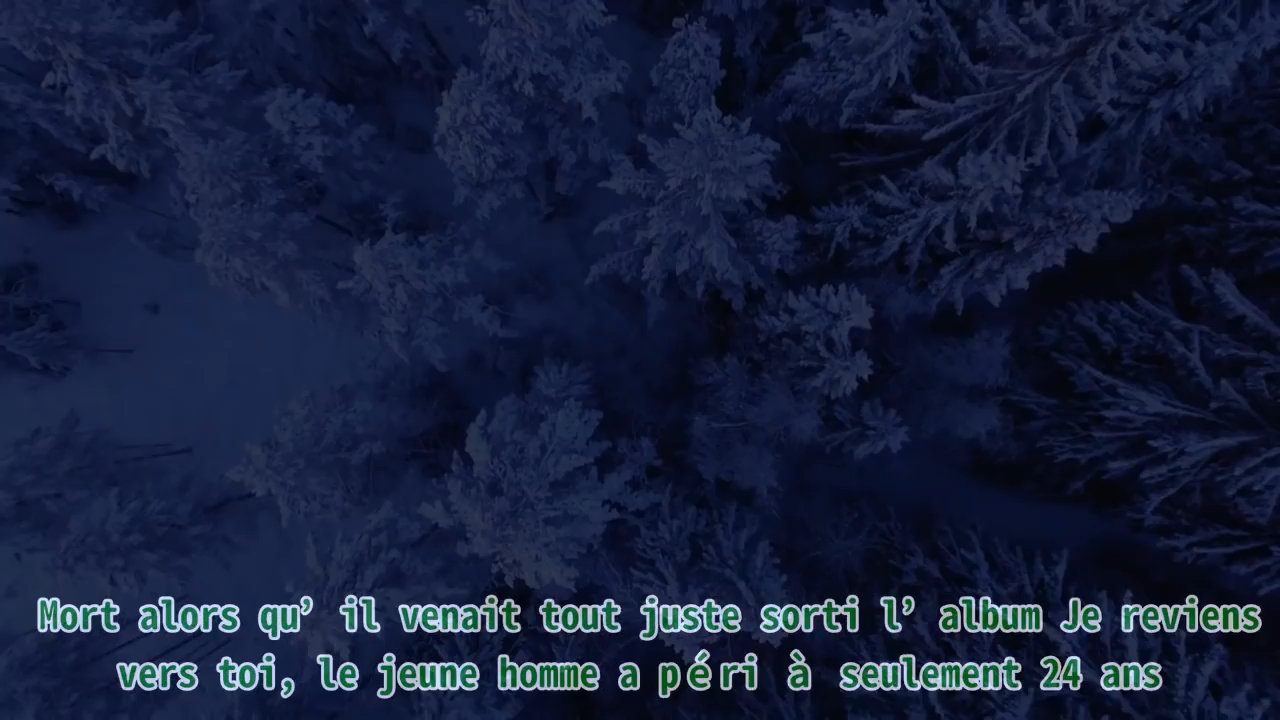 Mort alors qu’ il venait tout juste sorti l’ album Je reviens
vers toi, le jeune homme a péri à seulement 24 ans